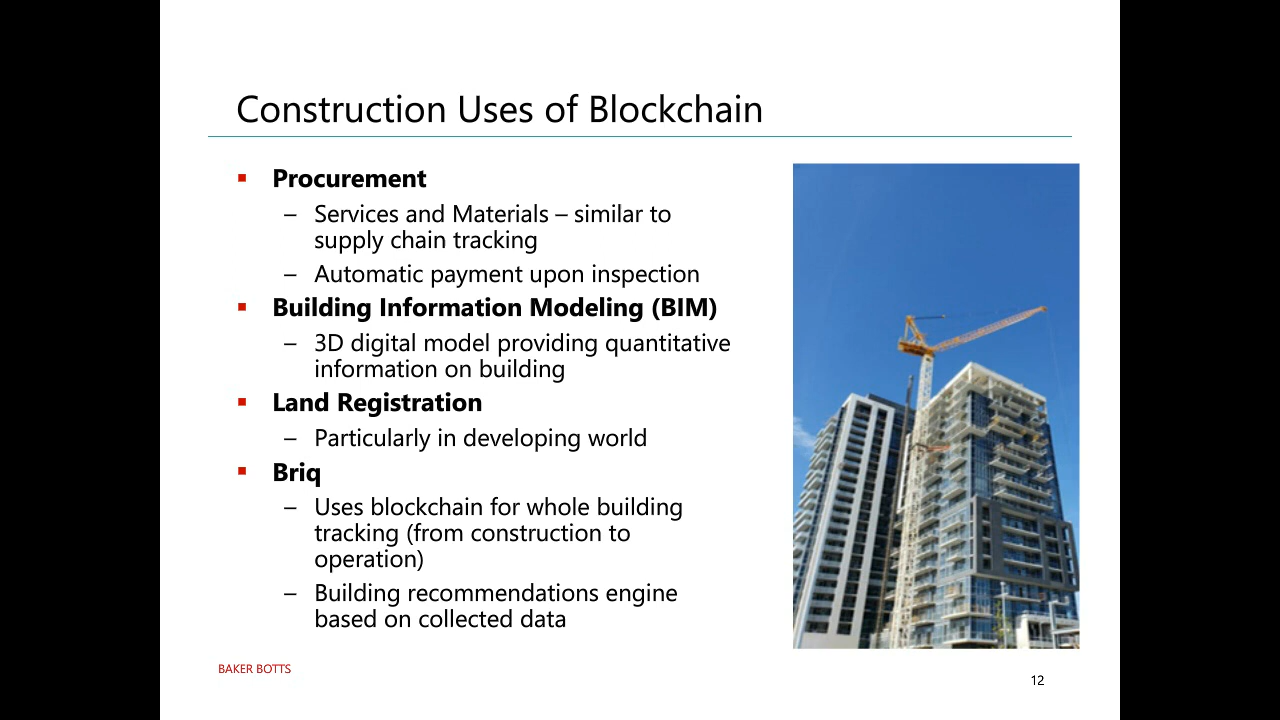 Construction Uses of Blockchain
▪ Procurement
– Services and Materials – similar to
supply chain tracking
– Automatic payment upon inspection
▪ Building Information Modeling (BIM)
– 3D digital model providing quantitative
information on building
▪ Land Registration
– Particularly in developing world
▪ Briq
– Uses blockchain for whole building
tracking (from construction to
operation)
– Building recommendations engine
based on collected data
BAKER BOTTS
12